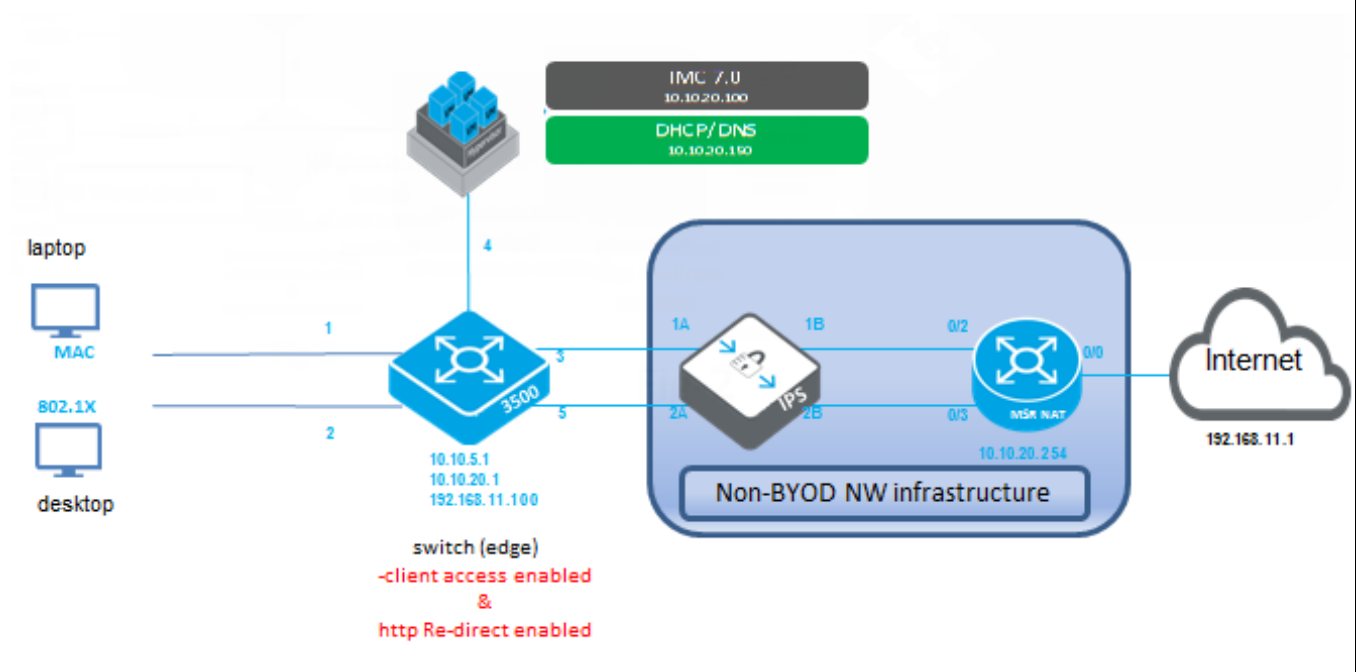 IMC 7.0
10.10.20.100
DHCP/DNS
10.10.20.150
laptop
4
MAC
1
3
1A
1B
0/2
0/0
Internet
3500
IPS
802.1X
2
5
2A
2B
0/3
MSR NAT
192.168.11.1
desktop
10.10.5.1
10.10.20.1
192.168.11.100
10.10.20.254
Non-BYOD NW infrastructure
switch (edge)
-client access enabled
&
http Re-direct enabled